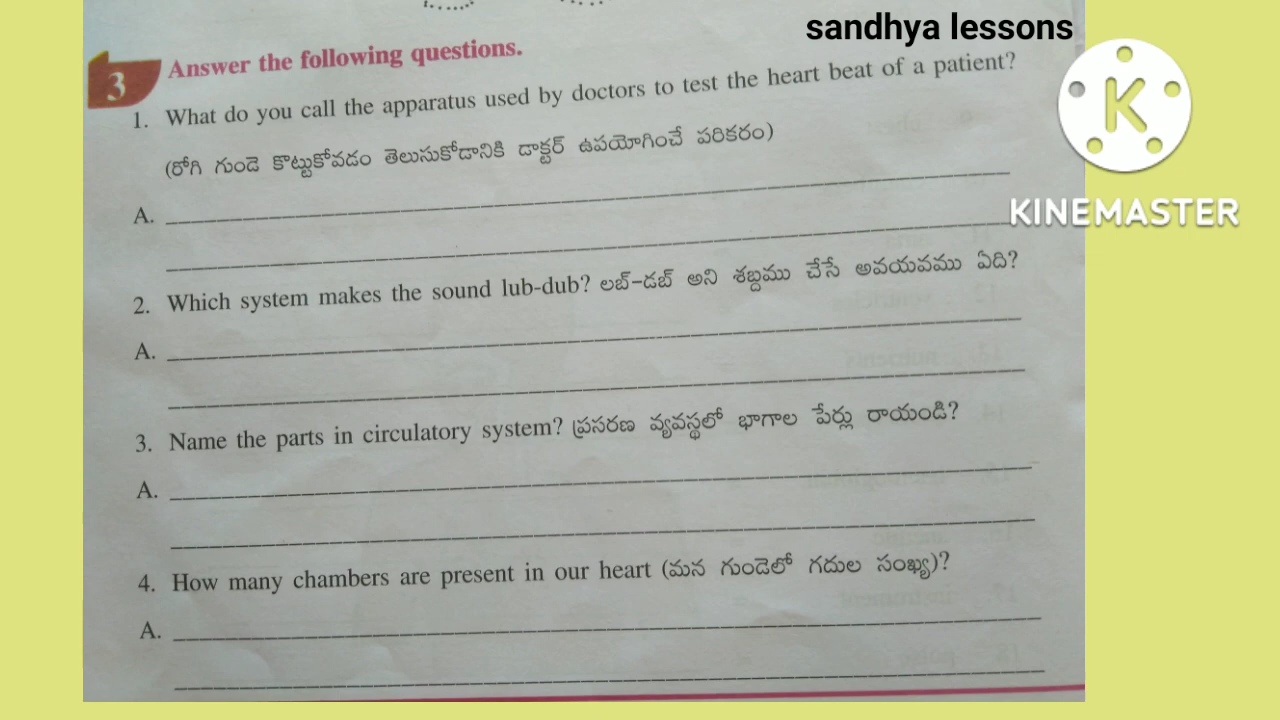 sandhya lessons
K
KINEMASTER
3 Answer the following questions.
1. What do you call the apparatus used by doctors to test the heart beat of a patient?
(రోగి గుండె కొట్టుకోవడం తెలుసుకోడానికి డాక్టర్ ఉపయోగించే పరికరం)
A.
2. Which system makes the sound lub-dub? లబ్-డబ్ అని శబ్దము చేసే అవయవము ఏది?
A.
3. Name the parts in circulatory system? ప్రసరణ వ్యవస్థలో భాగాల పేర్లు రాయండి?
A.
4. How many chambers are present in our heart (మన గుండెలో గదుల సంఖ్య)?
A.